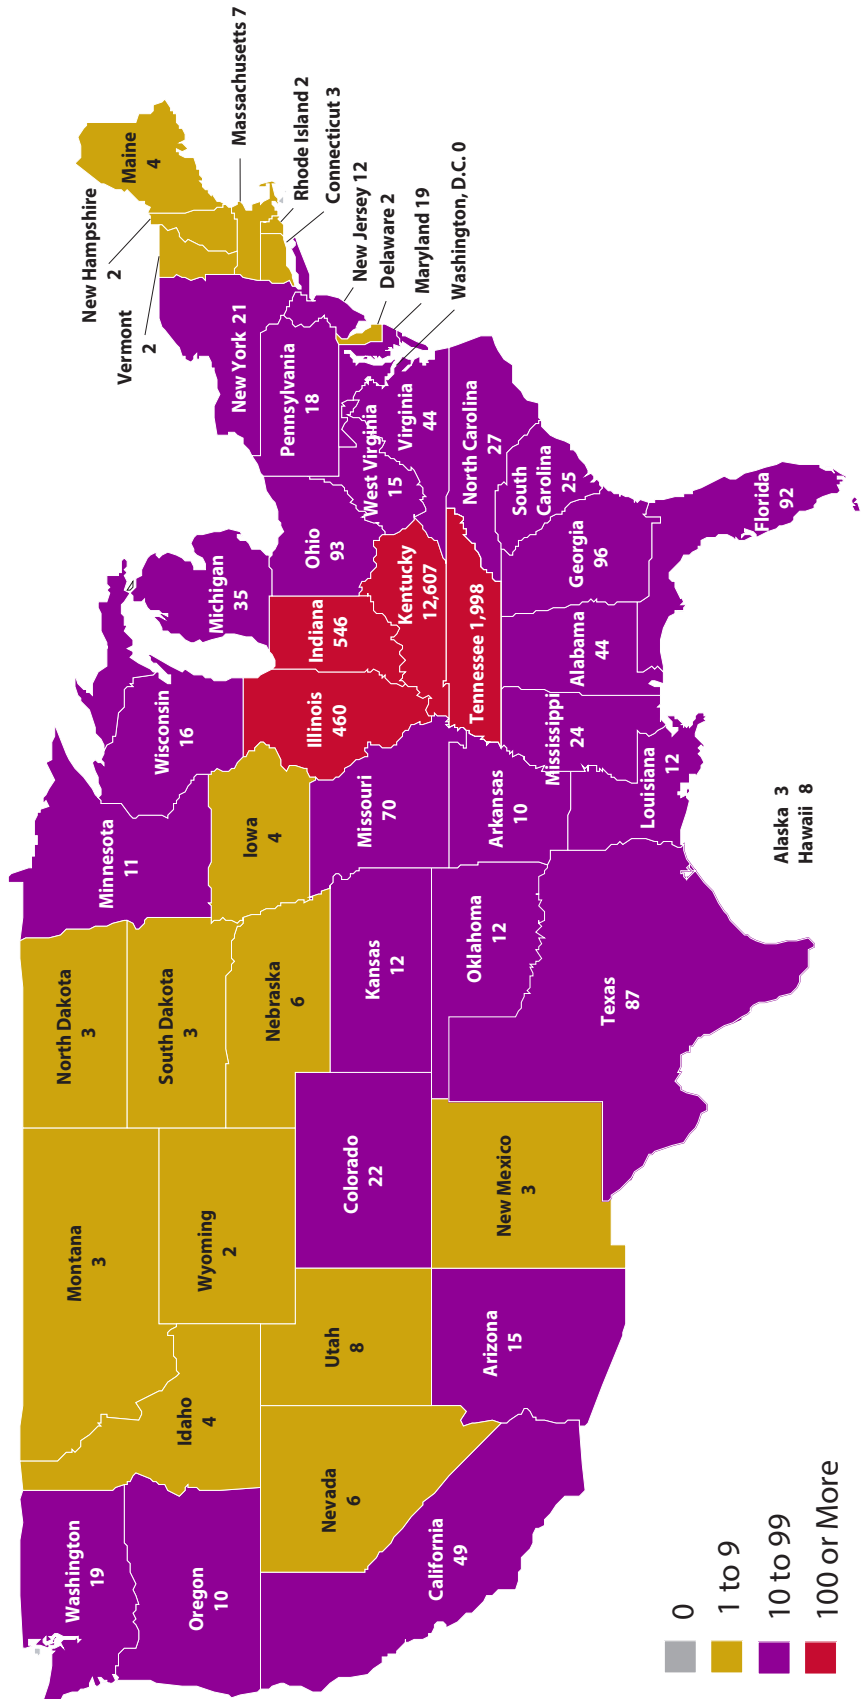 Washington
19
Oregon
10
California
49
Nevada
6
Idaho
4
Montana
3
Wyoming
2
Utah
8
Arizona
15
Colorado
22
New Mexico
3
North Dakota
3
South Dakota
3
Nebraska
6
Kansas
12
Oklahoma
12
Texas
87
Minnesota
11
Iowa
4
Missouri
70
Arkansas
10
Louisiana
12
Wisconsin
16
Illinois
460
Michigan
35
Indiana
546
Ohio
93
Kentucky
12,607
Tennessee 1,998
Mississippi
24
Alabama
44
Georgia
96
Florida
92
South
Carolina
25
North Carolina
27
Virginia
44
West Virginia
15
Pennsylvania
18
New York 21
Vermont
2
New Hampshire
2
Maine
4
Massachusetts 7
Rhode Island 2
Connecticut 3
New Jersey 12
Delaware 2
Maryland 19
Washington, D.C. 0
Alaska 3
Hawaii 8
0
1 to 9
10 to 99
100 or More